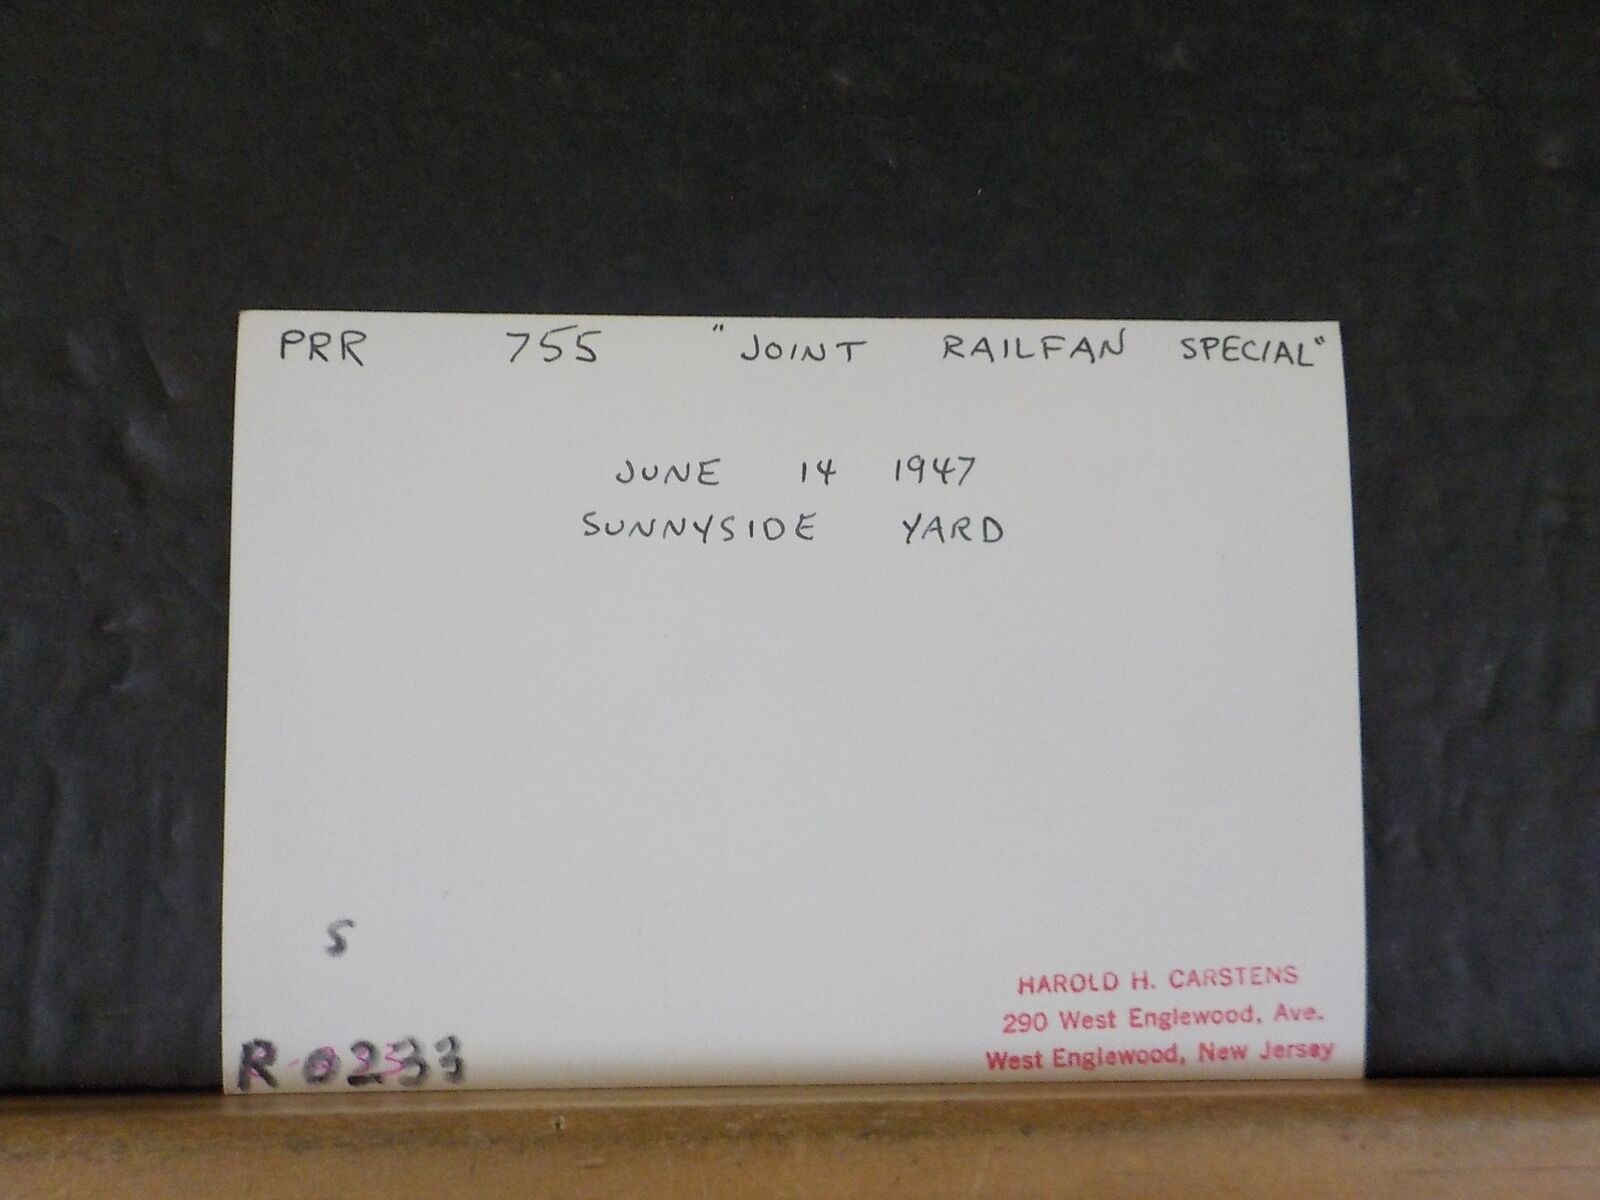 PRR 755 "JOINT RAILFAN SPECIAL"
JUNE 14 1947
SUNNYSIDE YARD
S
R-0233
HAROLD H. CARSTENS
290 West Englewood, Ave.
West Englewood, New Jersey